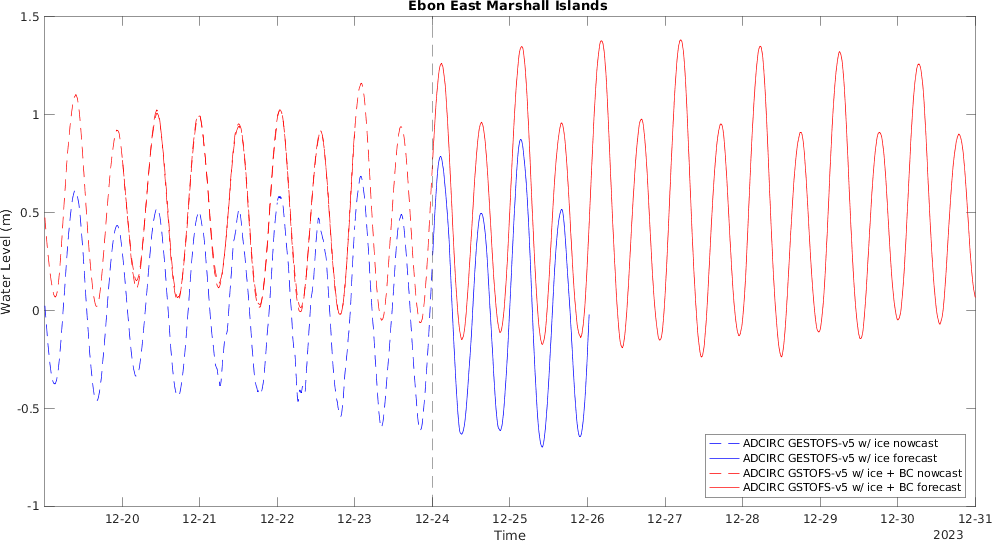 Ebon East Marshall Islands
1.5
1
0.5
0
-0.5
-1
Water Level (m)
12-20
12-21
12-22
12-23
12-24
12-25
12-26
12-27
12-28
12-29
12-30
12-31
Time
2023
ADCIRC GESTOFS-v5 w/ ice nowcast
ADCIRC GESTOFS-v5 w/ ice forecast
ADCIRC GSTOFS-v5 w/ ice + BC nowcast
ADCIRC GSTOFS-v5 w/ ice + BC forecast